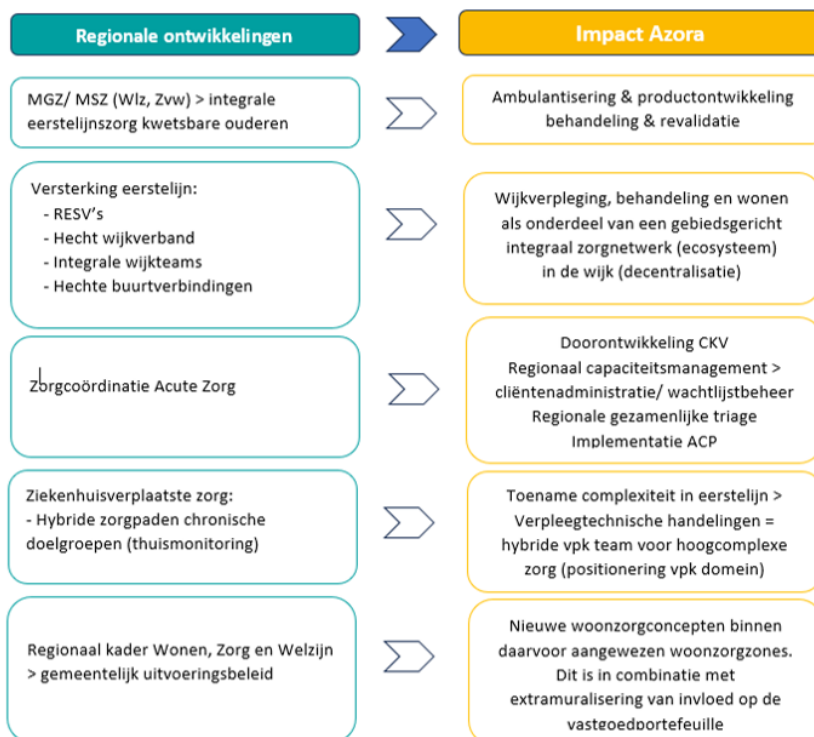 Regionale ontwikkelingen
Impact Azora
MGZ/ MSZ (Wlz, Zvw) > integrale
eerstelijnszorg kwetsbare ouderen
Ambulantisering & productontwikkeling
behandeling & revalidatie
Versterking eerstelijn:
- RESV's
- Hecht wijkverband
- Integrale wijkteams
- Hechte buurtverbindingen
Wijkverpleging, behandeling en wonen
als onderdeel van een gebiedsgericht
integraal zorgnetwerk (ecosysteem)
in de wijk (decentralisatie)
Zorgcoördinatie Acute Zorg
Doorontwikkeling CKV
Regionaal capaciteitsmanagement >
cliëntenadministratie/ wachtlijstbeheer
Regionale gezamenlijke triage
Implementatie ACP
Ziekenhuisverplaatste zorg:
- Hybride zorgpaden chronische
doelgroepen (thuismonitoring)
Toename complexiteit in eerstelijn >
Verpleegtechnische handelingen =
hybride vpk team voor hoogcomplexe
zorg (positionering vpk domein)
Regionaal kader Wonen, Zorg en Welzijn
> gemeentelijk uitvoeringsbeleid
Nieuwe woonzorgconcepten binnen
daarvoor aangewezen woonzorgzones.
Dit is in combinatie met
extramuralisering van invloed op de
vastgoedportefeuille